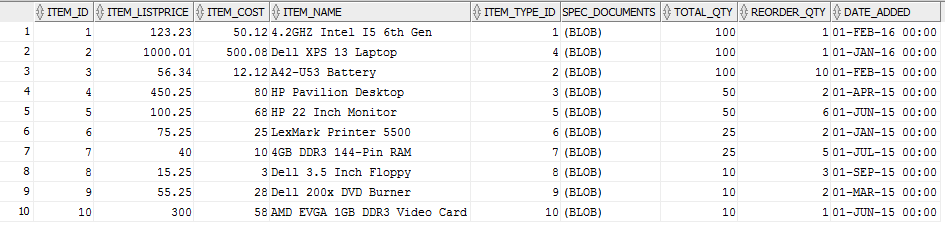 ITEM_ID ITEM_LISTPRICE ITEM_COST ITEM_NAME ITEM_TYPE_ID SPEC_DOCUMENTS TOTAL_QTY REORDER_QTY DATE_ADDED
1 1 123.23 50.12 4.2GHZ Intel I5 6th Gen 1 (BLOB) 100 1 01-FEB-16 00:00
2 2 1000.01 500.08 Dell XPS 13 Laptop 4 (BLOB) 100 1 01-JAN-16 00:00
3 3 56.34 12.12 A42-U53 Battery 2 (BLOB) 100 10 01-FEB-15 00:00
4 4 450.25 80 HP Pavilion Desktop 3 (BLOB) 50 2 01-APR-15 00:00
5 5 100.25 68 HP 22 Inch Monitor 5 (BLOB) 50 6 01-JUN-15 00:00
6 6 75.25 25 LexMark Printer 5500 6 (BLOB) 25 2 01-JAN-15 00:00
7 7 40 10 4GB DDR3 144-Pin RAM 7 (BLOB) 25 5 01-JUL-15 00:00
8 8 15.25 3 Dell 3.5 Inch Floppy 8 (BLOB) 10 3 01-SEP-15 00:00
9 9 55.25 28 Dell 200x DVD Burner 9 (BLOB) 10 2 01-MAR-15 00:00
10 10 300 58 AMD EVGA 1GB DDR3 Video Card 10 (BLOB) 10 1 01-JUN-15 00:00